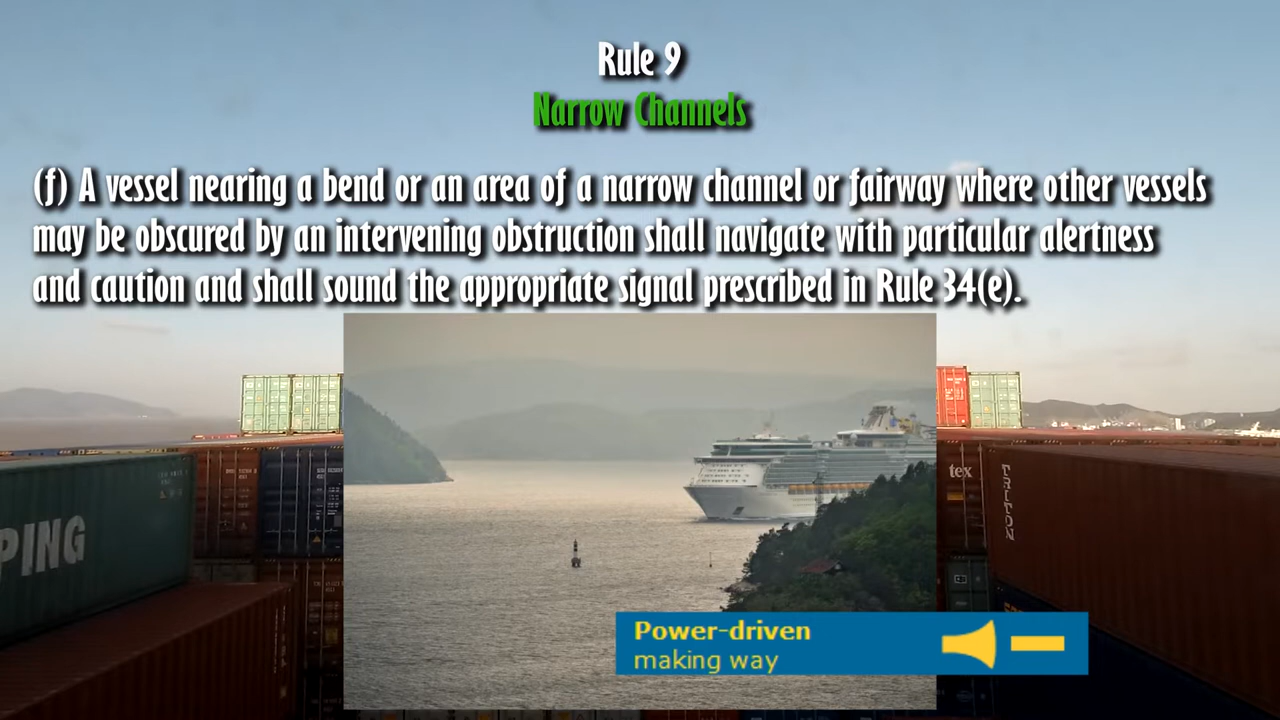 Rule 9
Narrow Channels
(f) A vessel nearing a bend or an area of a narrow channel or fairway where other vessels
may be obscured by an intervening obstruction shall navigate with particular alertness
and caution and shall sound the appropriate signal prescribed in Rule 34(e).
tex
TRITON
PING
Power-driven
making way